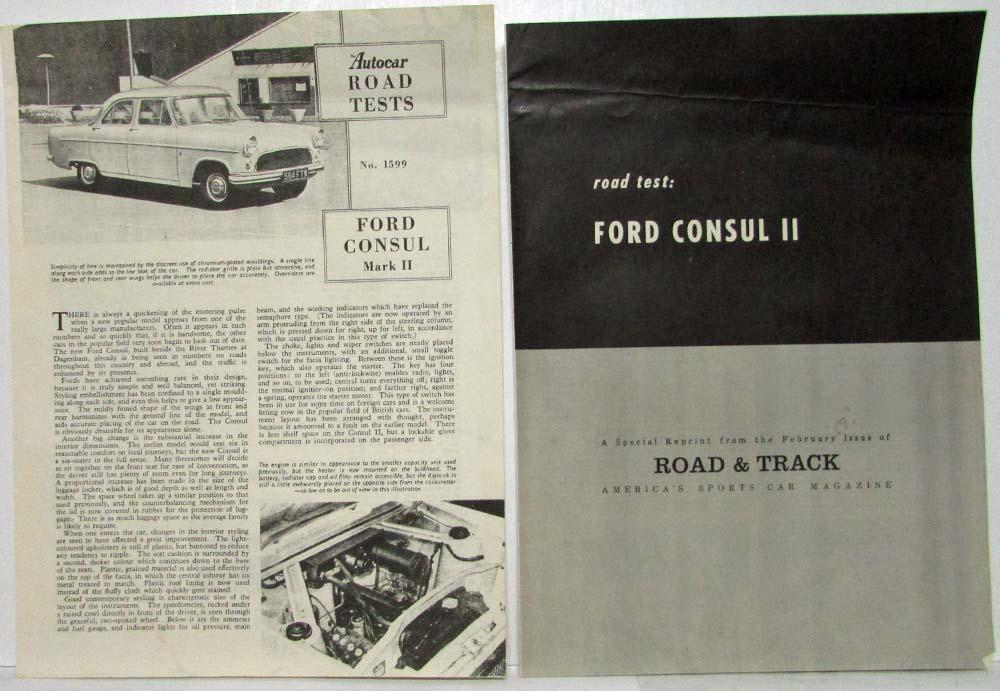 Autocar
ROAD
TESTS
No. 1599
FORD
CONSUL
Mark II
Simplicity of line is maintained by the discreet use of chromium-plated mouldings. A single line
along each side adds to the low look of the car. The radiator grille is plain but attractive, and
the shape of front and rear wings helps the driver to place the car accurately. Overriders are
available at extra cost
THERE is always a quickening of the motoring pulse
when a new popular model appears from one of the
really large manufacturers. Often it appears in such
numbers and so quickly that, if it is handsome, the other
cars in the popular field very soon begin to look out of date.
The new Ford Consul, built beside the River Thames at
Dagenham, already is being seen in numbers on roads
throughout this country and abroad, and the traffic is
enhanced by its presence.
Fords have achieved something rare in their design,
because it is truly simple and well balanced, yet striking.
Styling embellishment has been confined to a single mould-
ing along each side, and even this helps to give a low appear-
ance. The mildly finned shape of the wings at front and
rear harmonizes with the general line of the model, and
aids accurate placing of the car on the road. The Consul
is obviously desirable for its appearance alone.
Another big change is the substantial increase in the
interior dimensions. The earlier model would seat six in
reasonable comfort on local journeys, but the new Consul is
a six-seater in the full sense. Many threesomes will decide
to sit together on the front seat for ease of conversation, as
the driver still has plenty of room even for long journeys.
A proportional increase has been made in the size of the
luggage locker, which is of good depth as well as length and
width. The spare wheel takes up a similar position to that
used previously, and the counterbalancing mechanism for
the lid is now covered in rubber for the protection of lug-
gage. There is as much luggage space as the average family
is likely to require.
When one enters the car, changes in the interior styling
are seen to have effected a great improvement. The light-
coloured upholstery is still of plastic, but buttoned to reduce
any tendency to ripple. The seat cushion is surrounded by
a second, darker colour which continues down to the base
of the seats. Plastic, grained material is also used effectively
on the top of the facia, in which the central ashtray has its
metal treated to match. Plastic roof lining is now used
instead of the fluffy cloth which quickly gets stained.
Good contemporary styling is characteristic also of the
layout of the instruments. The speedometer, tucked under
a raised cowl directly in front of the driver, is seen through
the graceful, two-spoked wheel. Below it are the ammeter
and fuel gauge, and indicator lights for oil pressure, main
beam, and the winking indicators which have replaced the
semaphore type. (The indicators are now operated by an
arm protruding from the right side of the steering column,
which is pressed down for right, up for left, in accordance
with the usual practice in this type of switch.)
The choke, lights and wiper switches are neatly placed
below the instruments, with an additional, small toggle
switch for the facia lighting. Between these is the ignition
key, which also operates the starter. The key has four
positions: to the left (anti-clockwise) enables radio, lights,
and so on, to be used; central turns everything off; right is
the normal ignition-on position; and farther right, against
a spring, operates the starter motor. This type of switch has
been in use for some time on foreign cars and is a welcome
fitting now in the popular field of British cars. The instru-
ment layout has been arranged with thought, perhaps
because it amounted to a fault on the earlier model. There
is less shelf space on the Consul II, but a lockable glove
compartment is incorporated on the passenger side.
The engine is similar in appearance to the smaller capacity unit used
previously, but the heater is now mounted on the bulkhead. The
battery, radiator cap and oil filler remain accessible, but the dipstick is
still a little awkwardly placed on the opposite side from the carburettor
—so low as to be out of view in this illustration
road test:
FORD CONSUL II
A Special Reprint from the February Issue of
ROAD & TRACK
AMERICA'S SPORTS CAR MAGAZINE